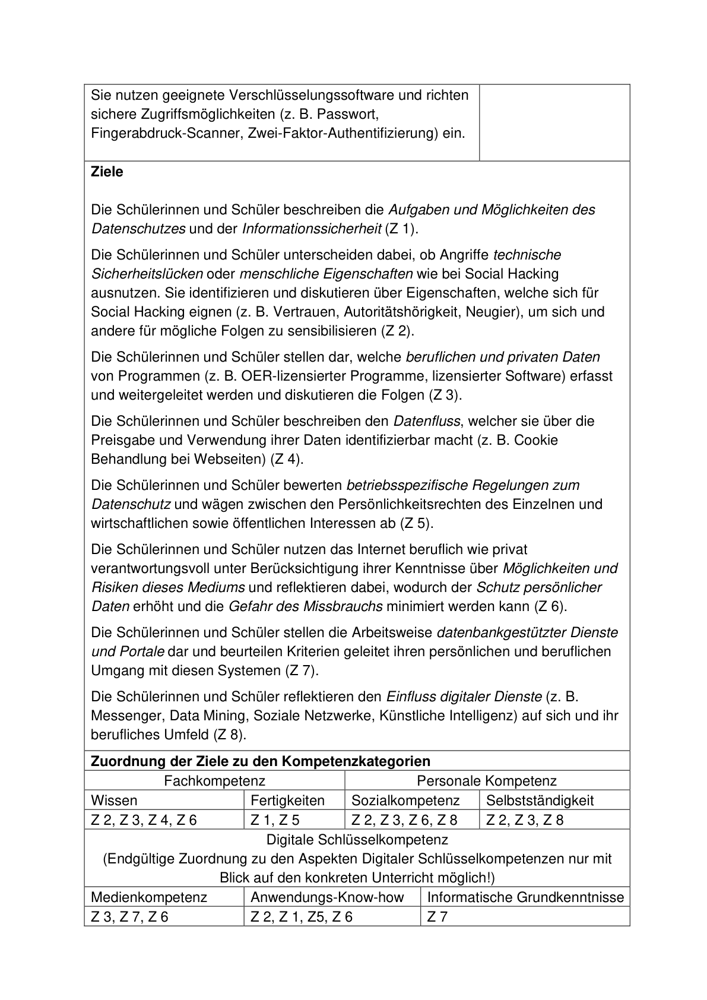 Sie nutzen geeignete Verschlüsselungssoftware und richten
sichere Zugriffsmöglichkeiten (z. B. Passwort,
Fingerabdruck-Scanner, Zwei-Faktor-Authentifizierung) ein.
Ziele
Die Schülerinnen und Schüler beschreiben die Aufgaben und Möglichkeiten des
Datenschutzes und der Informationssicherheit (Z 1).
Die Schülerinnen und Schüler unterscheiden dabei, ob Angriffe technische
Sicherheitslücken oder menschliche Eigenschaften wie bei Social Hacking
ausnutzen. Sie identifizieren und diskutieren über Eigenschaften, welche sich für
Social Hacking eignen (z. B. Vertrauen, Autoritätshörigkeit, Neugier), um sich und
andere für mögliche Folgen zu sensibilisieren (Z 2).
Die Schülerinnen und Schüler stellen dar, welche beruflichen und privaten Daten
von Programmen (z. B. OER-lizensierter Programme, lizensierter Software) erfasst
und weitergeleitet werden und diskutieren die Folgen (Z 3).
Die Schülerinnen und Schüler beschreiben den Datenfluss, welcher sie über die
Preisgabe und Verwendung ihrer Daten identifizierbar macht (z. B. Cookie
Behandlung bei Webseiten) (Z 4).
Die Schülerinnen und Schüler bewerten betriebsspezifische Regelungen zum
Datenschutz und wägen zwischen den Persönlichkeitsrechten des Einzelnen und
wirtschaftlichen sowie öffentlichen Interessen ab (Z 5).
Die Schülerinnen und Schüler nutzen das Internet beruflich wie privat
verantwortungsvoll unter Berücksichtigung ihrer Kenntnisse über Möglichkeiten und
Risiken dieses Mediums und reflektieren dabei, wodurch der Schutz persönlicher
Daten erhöht und die Gefahr des Missbrauchs minimiert werden kann (Z 6).
Die Schülerinnen und Schüler stellen die Arbeitsweise datenbankgestützter Dienste
und Portale dar und beurteilen Kriterien geleitet ihren persönlichen und beruflichen
Umgang mit diesen Systemen (Z 7).
Die Schülerinnen und Schüler reflektieren den Einfluss digitaler Dienste (z. B.
Messenger, Data Mining, Soziale Netzwerke, Künstliche Intelligenz) auf sich und ihr
berufliches Umfeld (Z 8).
Zuordnung der Ziele zu den Kompetenzkategorien
Fachkompetenz Personale Kompetenz
Wissen Fertigkeiten Sozialkompetenz Selbstständigkeit
Z 2, Z 3, Z 4, Z 6 Z 1, Z 5 Z 2, Z 3, Z 6, Z 8 Z 2, Z 3, Z 8
Digitale Schlüsselkompetenz
(Endgültige Zuordnung zu den Aspekten Digitaler Schlüsselkompetenzen nur mit
Blick auf den konkreten Unterricht möglich!)
Medienkompetenz Anwendungs-Know-how Informatische Grundkenntnisse
Z 3, Z 7, Z 6 Z 2, Z 1, Z5, Z 6 Z 7